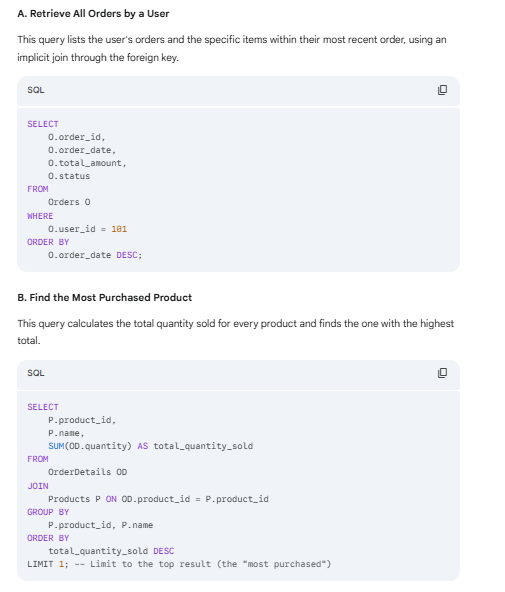 A. Retrieve All Orders by a User
This query lists the user's orders and the specific items within their most recent order, using an
implicit join through the foreign key.
SQL
SELECT
    O.order_id,
    O.order_date,
    O.total_amount,
    O.status
FROM
    Orders O
WHERE
    O.user_id = 101
ORDER BY
    O.order_date DESC;
B. Find the Most Purchased Product
This query calculates the total quantity sold for every product and finds the one with the highest
total.
SQL
SELECT
    P.product_id,
    P.name,
    SUM(OD.quantity) AS total_quantity_sold
FROM
    OrderDetails OD
JOIN
    Products P ON OD.product_id = P.product_id
GROUP BY
    P.product_id, P.name
ORDER BY
    total_quantity_sold DESC
LIMIT 1; -- Limit to the top result (the "most purchased")